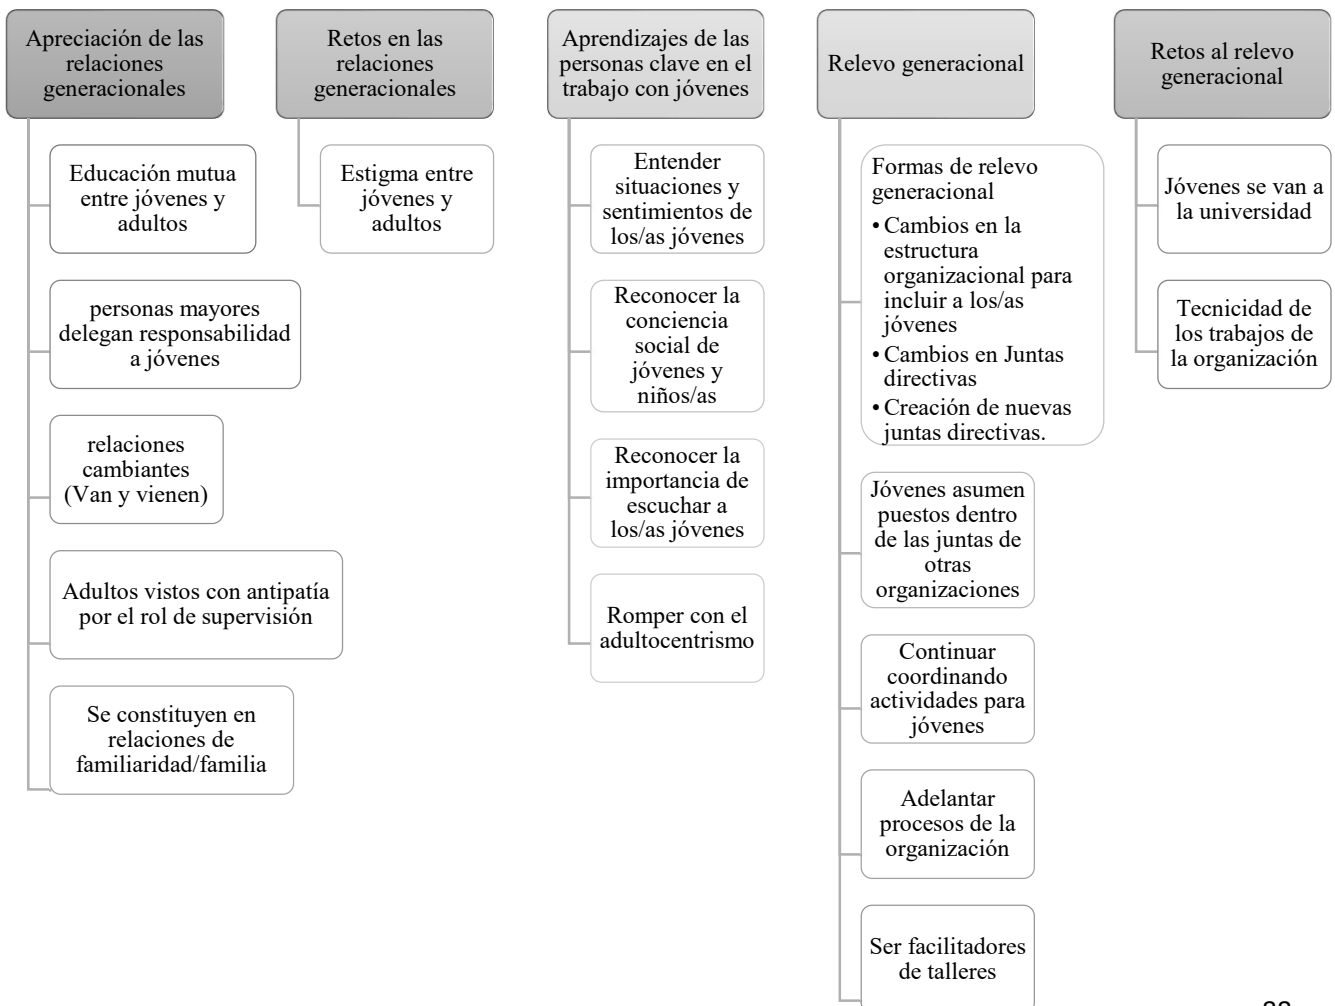 Apreciación de las
relaciones
generacionales
Educación mutua
entre jóvenes y
adultos
personas mayores
delegan responsabilidad
a jóvenes
relaciones
cambiantes
(Van y vienen)
Adultos vistos con antipatía
por el rol de supervisión
Se constituyen en
relaciones de
familiaridad/familia
Retos en las
relaciones
generacionales
Estigma entre
jóvenes y
adultos
Aprendizajes de las
personas clave en el
trabajo con jóvenes
Entender
situaciones y
sentimientos de
los/as jóvenes
Reconocer la
conciencia
social de
jóvenes y
niños/as
Reconocer la
importancia de
escuchar a
los/as jóvenes
Romper con el
adultocentrismo
Relevo generacional
Formas de relevo
generacional
• Cambios en la
estructura
organizacional para
incluir a los/as
jóvenes
• Cambios en Juntas
directivas
• Creación de nuevas
juntas directivas.
Jóvenes asumen
puestos dentro
de las juntas de
otras
organizaciones
Continuar
coordinando
actividades para
jóvenes
Adelantar
procesos de la
organización
Ser facilitadores
de talleres
Retos al relevo
generacional
Jóvenes se van a
la universidad
Tecnicidad de
los trabajos de
la organización